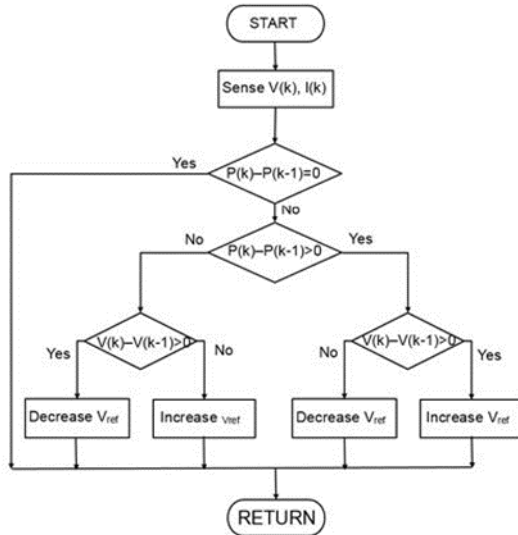 START
Sense V(k), I(k)
Yes
P(k)–P(k-1)=0
No
No
P(k)–P(k-1)>0
Yes
Yes
V(k)–V(k-1)>0
No
No
V(k)–V(k-1)>0
Yes
Decrease Vref
Increase Vref
Decrease Vref
Increase Vref
RETURN